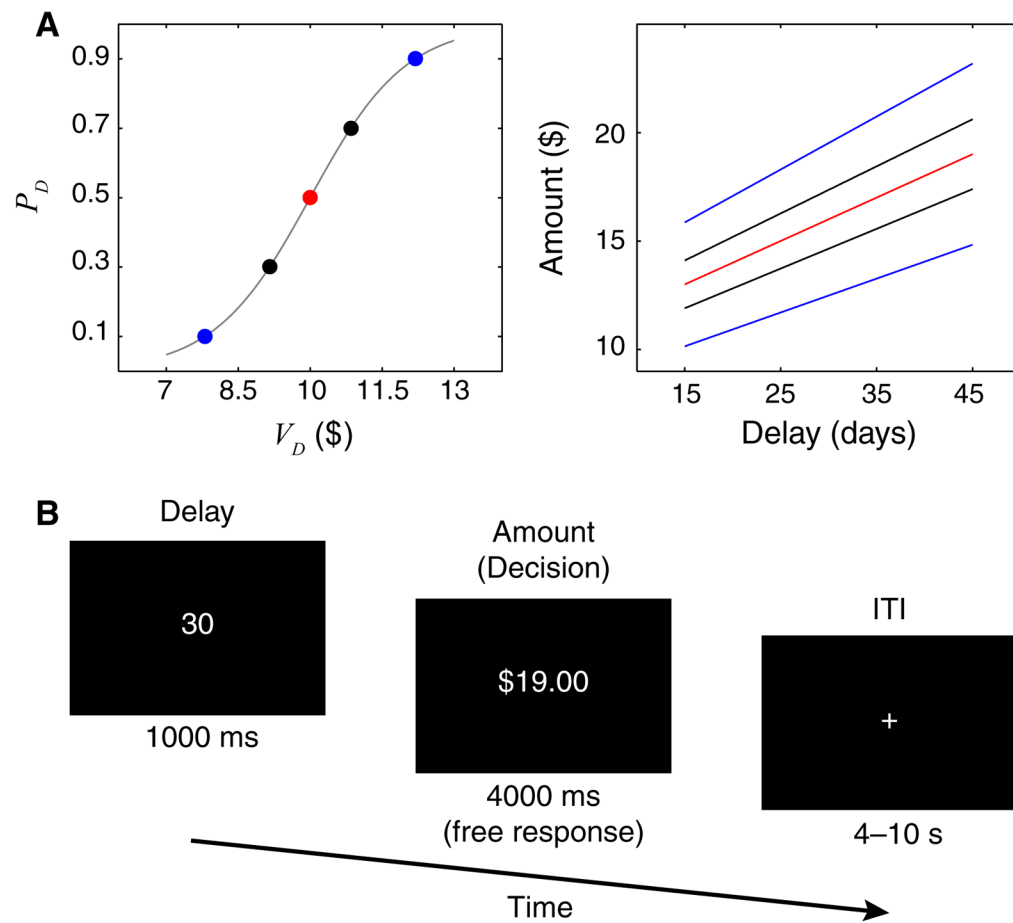 A
P_D
0.9
0.7
0.5
0.3
0.1
7 8.5 10 11.5 13
V_D ($)
Amount ($)
20
15
10
15 25 35 45
Delay (days)
B
Delay
30
1000 ms
Amount
(Decision)
$19.00
4000 ms
(free response)
ITI
+
4–10 s
Time